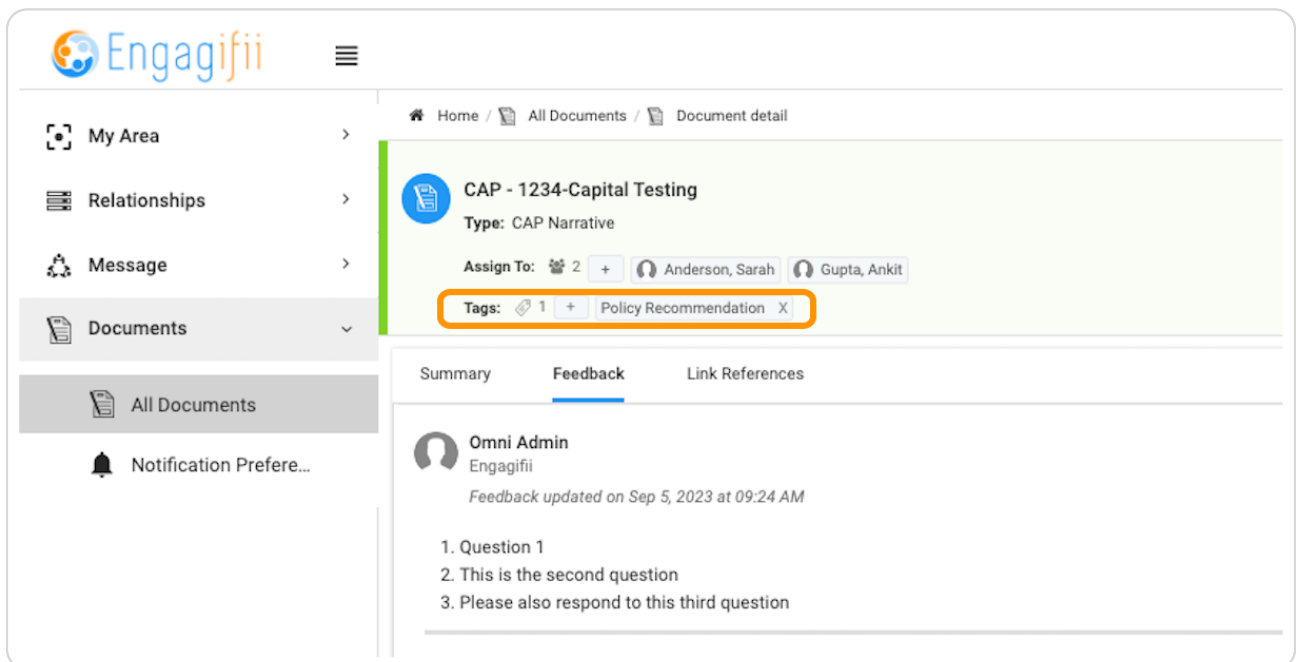 Engagifii
My Area
Relationships
Message
Documents
All Documents
Notification Prefere...
Home / All Documents / Document detail
CAP - 1234-Capital Testing
Type: CAP Narrative
Assign To: 2 + Anderson, Sarah Gupta, Ankit
Tags: 1 + Policy Recommendation X
Summary Feedback Link References
Omni Admin
Engagifii
Feedback updated on Sep 5, 2023 at 09:24 AM
1. Question 1
2. This is the second question
3. Please also respond to this third question